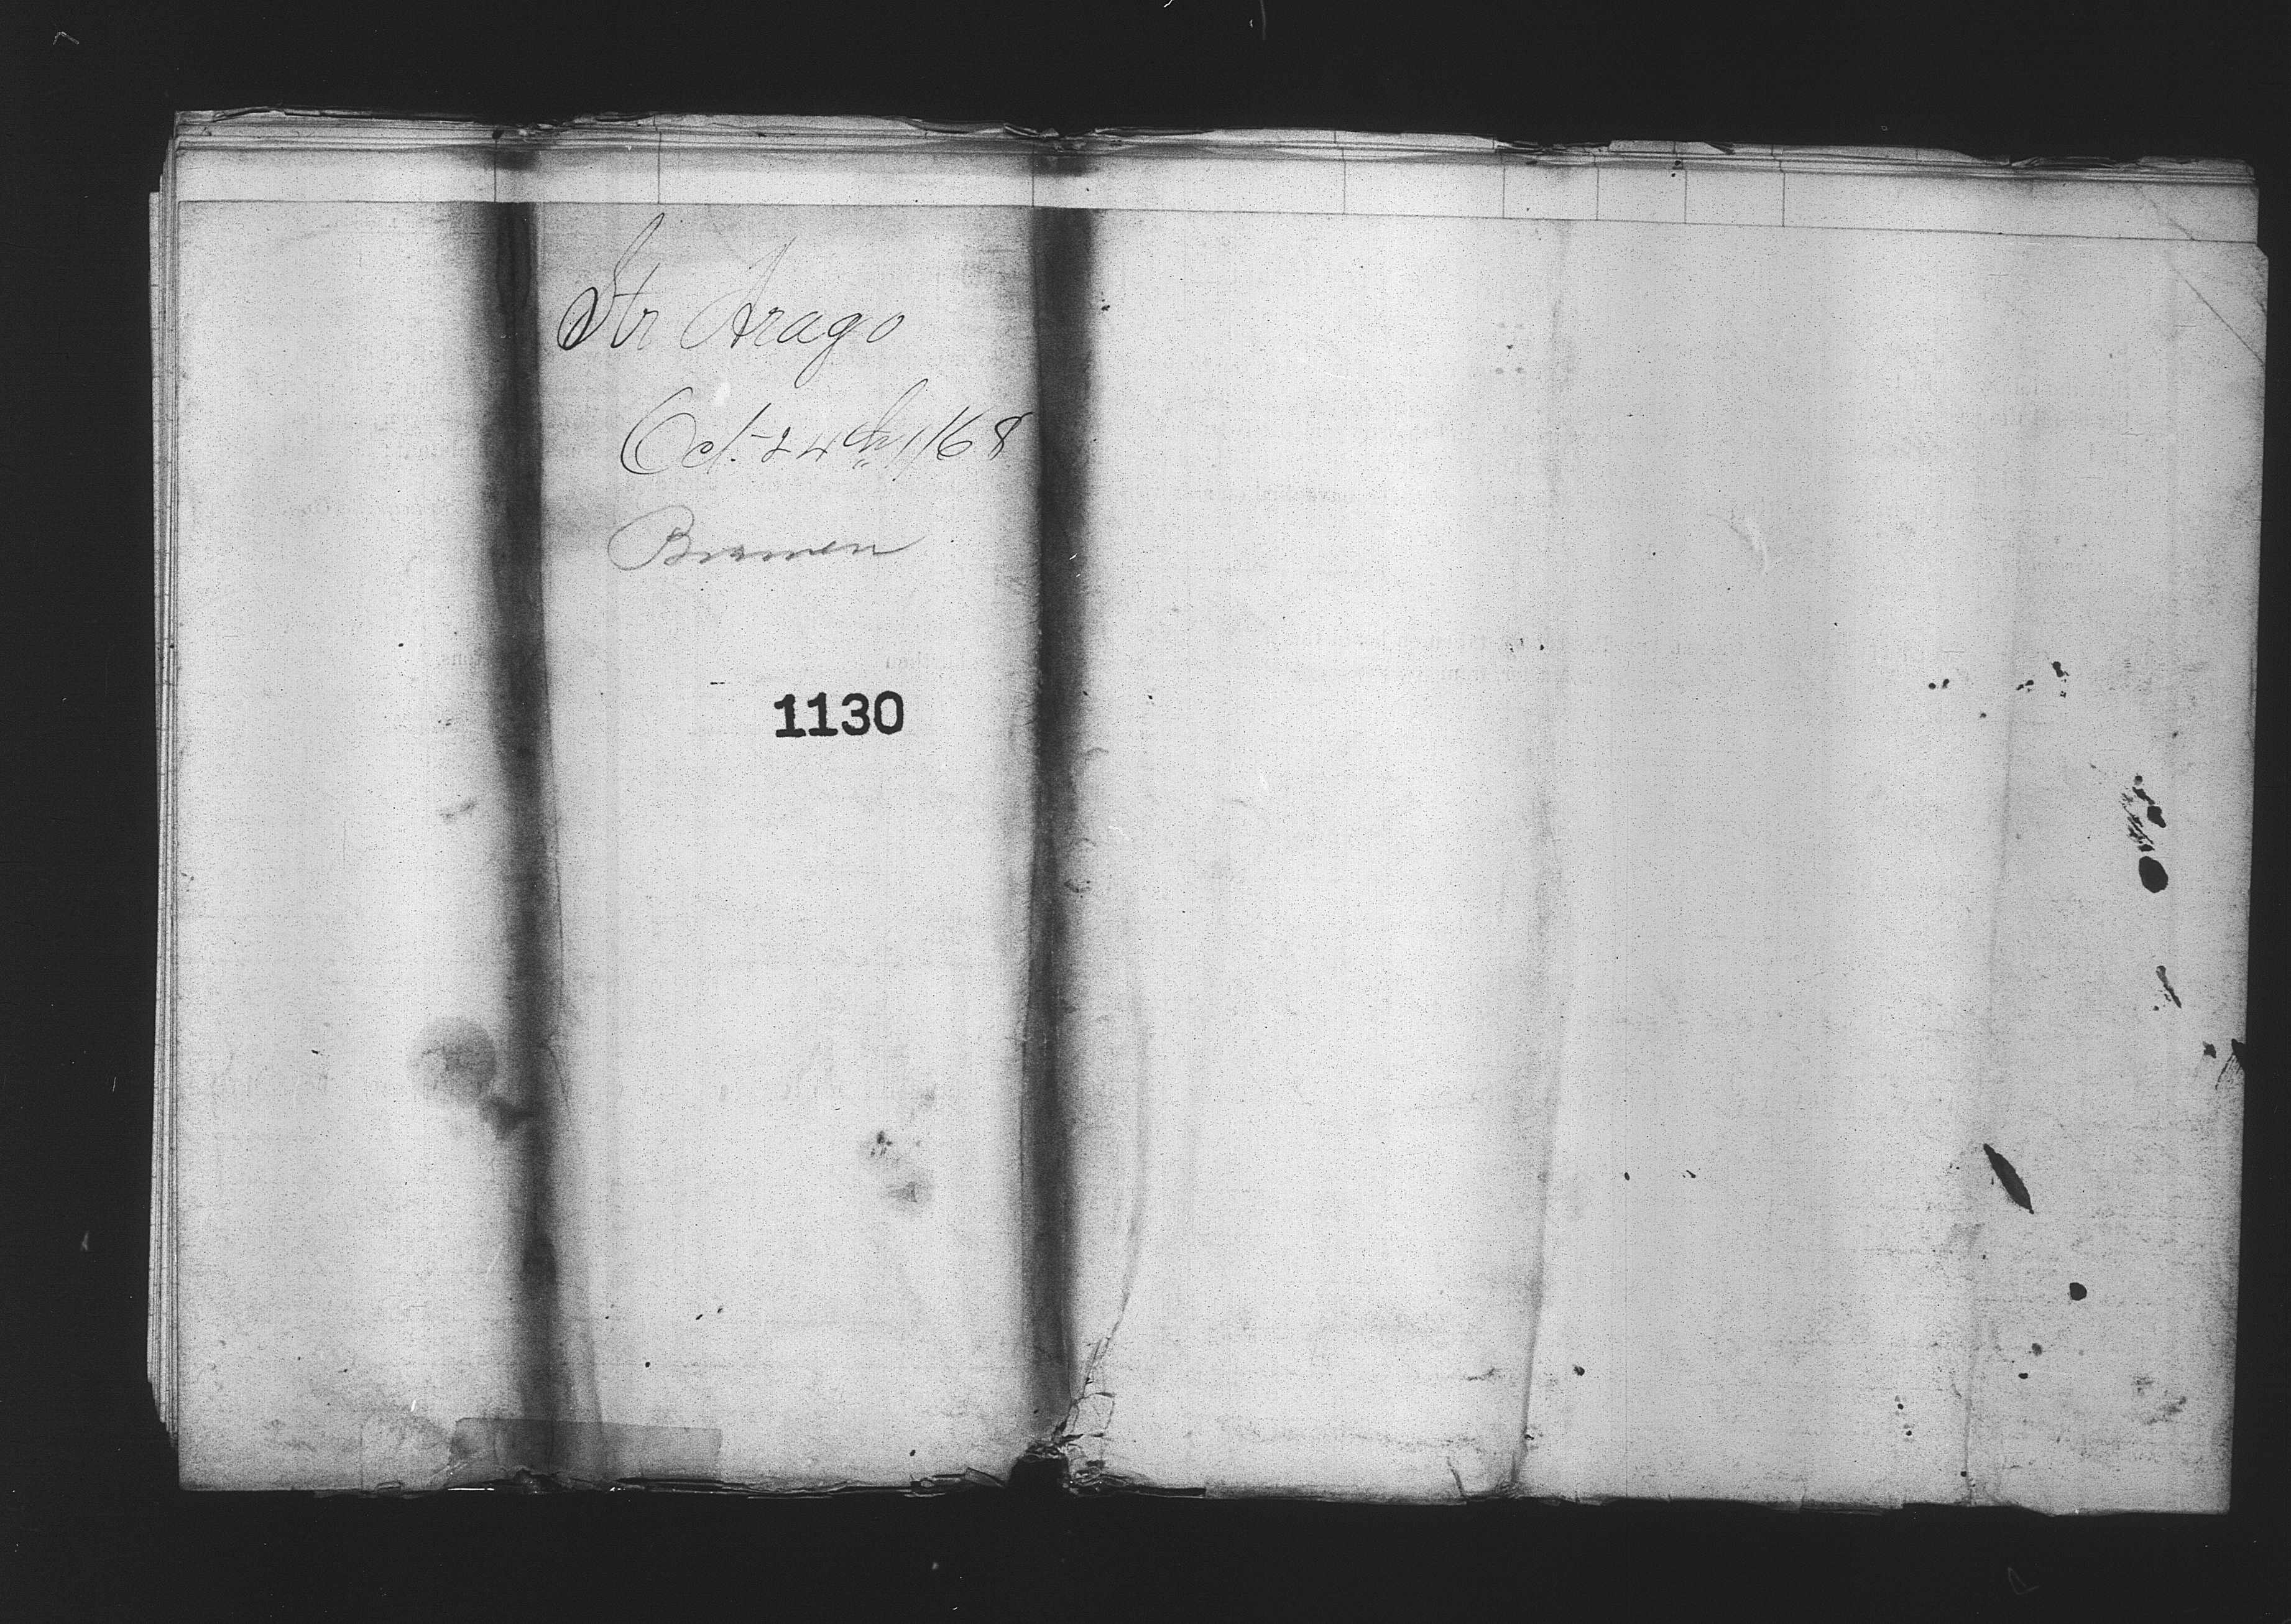 Str Arago
Oct. 24th /68
Bremen
1130